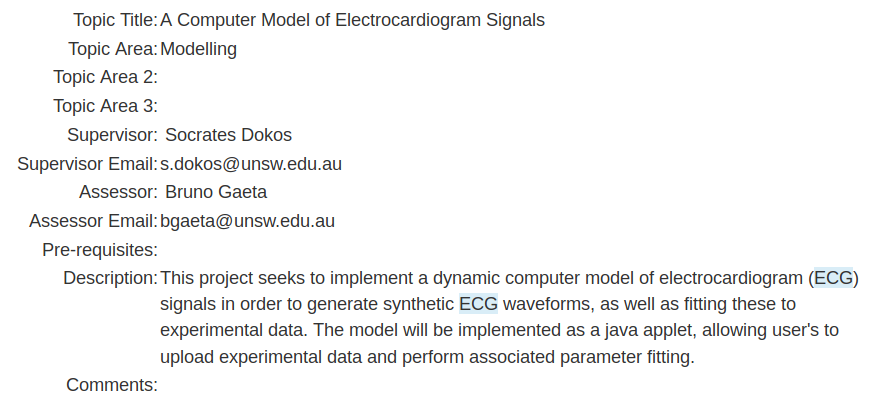 Topic Title: A Computer Model of Electrocardiogram Signals
Topic Area: Modelling
Topic Area 2:
Topic Area 3:
Supervisor: Socrates Dokos
Supervisor Email: s.dokos@unsw.edu.au
Assessor: Bruno Gaeta
Assessor Email: bgaeta@unsw.edu.au
Pre-requisites:
Description: This project seeks to implement a dynamic computer model of electrocardiogram (ECG)
signals in order to generate synthetic ECG waveforms, as well as fitting these to
experimental data. The model will be implemented as a java applet, allowing user's to
upload experimental data and perform associated parameter fitting.
Comments: